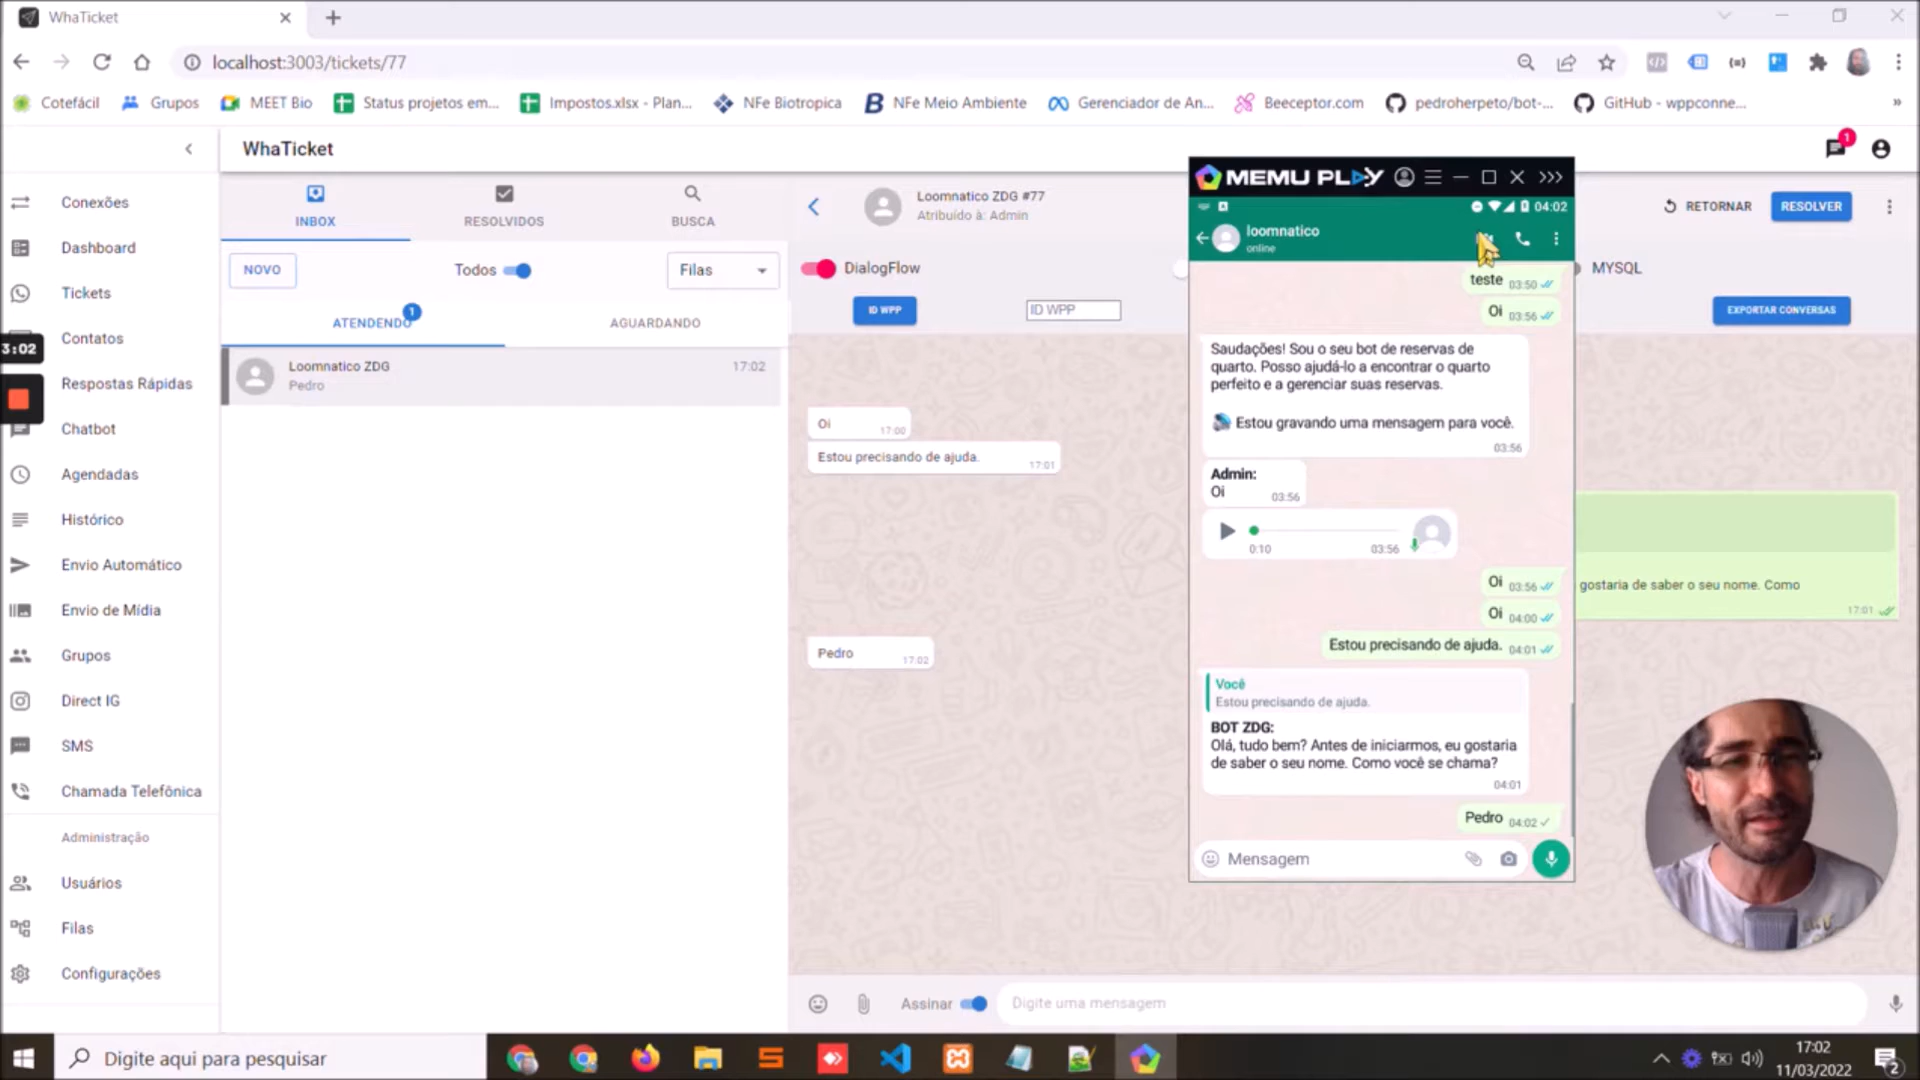 WhaTicket
localhost:3003/tickets/77
Cotefácil
Grupos
MEET Bio
Status projetos em...
Impostos.xlsx - Plan...
NFe Biotropica
NFe Meio Ambiente
Gerenciador de An...
Beeceptor.com
pedroherpeto/bot-...
GitHub - wppconne...
»
WhaTicket
1
Conexões
Dashboard
Tickets
Contatos
3:02
Respostas Rápidas
Chatbot
Agendadas
Histórico
Envio Automático
Envio de Mídia
Grupos
Direct IG
SMS
Chamada Telefônica
Administração
Usuários
Filas
Configurações
INBOX
RESOLVIDOS
BUSCA
NOVO
Todos
Filas
ATENDENDO
1
AGUARDANDO
Loomnatico ZDG
17:02
Pedro
Loomnatico ZDG #77
Atribuído à: Admin
RETORNAR
RESOLVER
DialogFlow
MYSQL
ID WPP
ID WPP
EXPORTAR CONVERSAS
Oi
17:00
Estou precisando de ajuda.
17:01
gostaria de saber o seu nome. Como
17:01
Pedro
17:02
Assinar
Digite uma mensagem
MEMU PLAY
04:02
loomnatico
online
teste 03:50
Oi 03:56
Saudações! Sou o seu bot de reservas de
quarto. Posso ajudá-lo a encontrar o quarto
perfeito e a gerenciar suas reservas.
Estou gravando uma mensagem para você.
03:56
Admin:
Oi
03:56
0:10
03:56
Oi 03:56
Oi 04:00
Estou precisando de ajuda. 04:01
Você
Estou precisando de ajuda.
BOT ZDG:
Olá, tudo bem? Antes de iniciarmos, eu gostaria
de saber o seu nome. Como você se chama?
04:01
Pedro 04:02
Mensagem
Digite aqui para pesquisar
17:02
11/03/2022
2